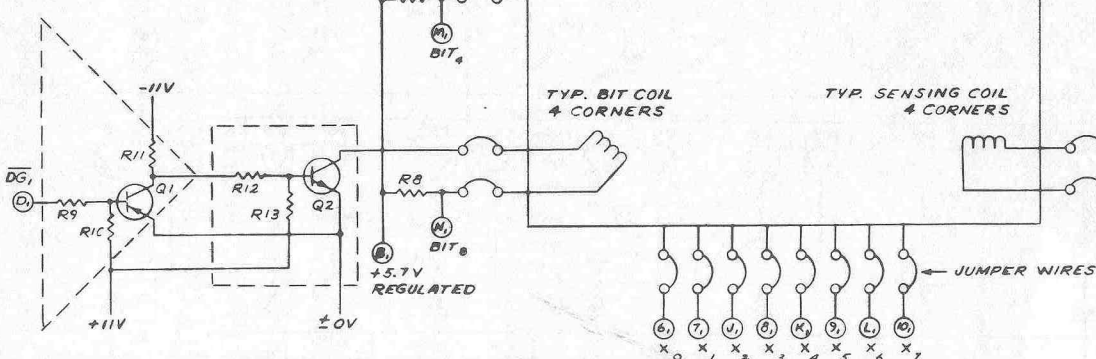 M₁
BIT₄
TYP. BIT COIL
4 CORNERS
TYP. SENSING COIL
4 CORNERS
-11V
R11
Q1
DG₁
D₁
R9
R10
R12
R13
Q2
R8
N₁
BIT₈
B₁
+5.7V
REGULATED
+11V
±0V
JUMPER WIRES
6₁ 7₁ J₁ 8₁ K₁ 9₁ L₁ 10₁
X₀ X₁ X₂ X₃ X₄ X₅ X₆ X₇